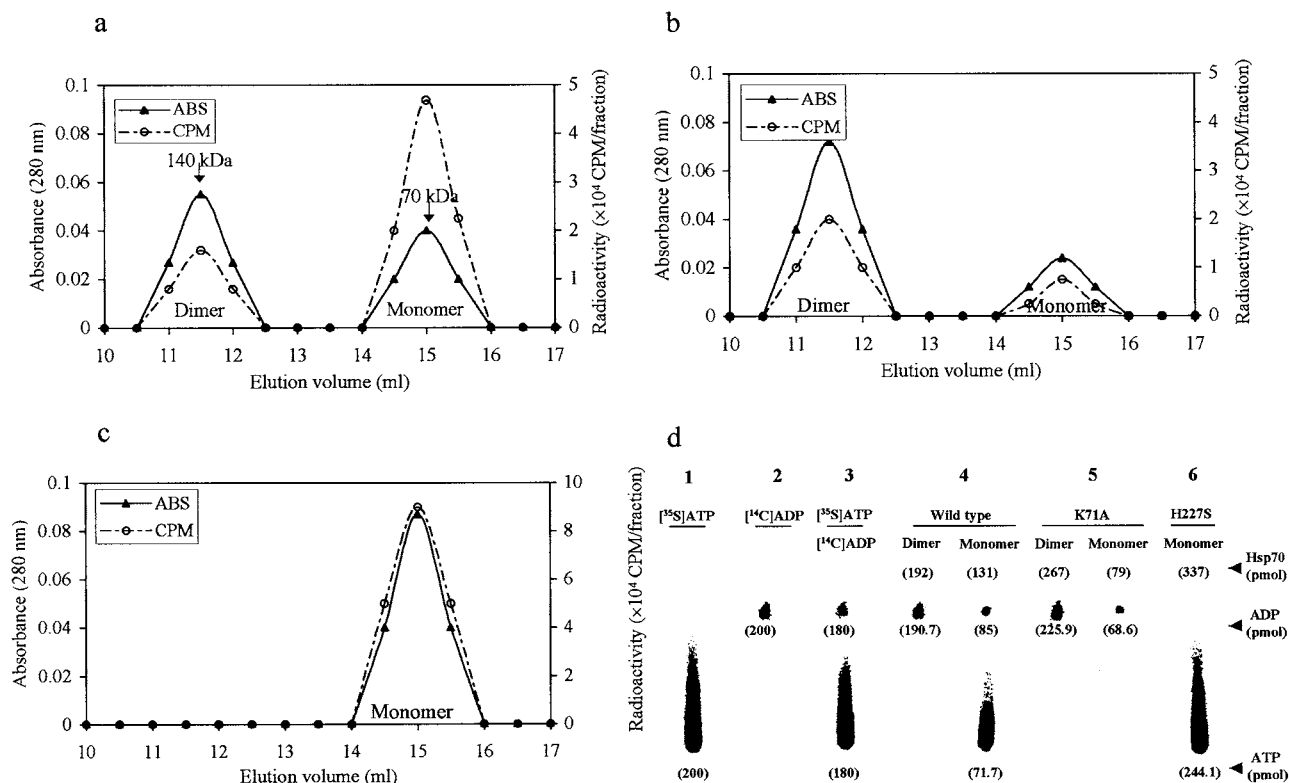 a
ABS
CPM
140 kDa
70 kDa
Dimer
Monomer
Absorbance (280 nm)
0.1
0.08
0.06
0.04
0.02
0
Radioactivity (×10⁴ CPM/fraction)
5
4
3
2
1
0
10 11 12 13 14 15 16 17
Elution volume (ml)
b
ABS
CPM
Dimer
Monomer
Absorbance (280 nm)
0.1
0.08
0.06
0.04
0.02
0
Radioactivity (×10⁴ CPM/fraction)
5
4
3
2
1
0
10 11 12 13 14 15 16 17
Elution volume (ml)
c
ABS
CPM
Monomer
Absorbance (280 nm)
0.1
0.08
0.06
0.04
0.02
0
Radioactivity (×10⁴ CPM/fraction)
10
8
6
4
2
0
10 11 12 13 14 15 16 17
Elution volume (ml)
d
1 2 3 4 5 6
[³⁵S]ATP [¹⁴C]ADP [³⁵S]ATP Wild type K71A H227S
[¹⁴C]ADP Dimer Monomer Dimer Monomer Monomer
(192) (131) (267) (79) (337) Hsp70 (pmol)
(200) (180) (190.7) (85) (225.9) (68.6) ADP (pmol)
(200) (180) (71.7) (244.1) ATP (pmol)